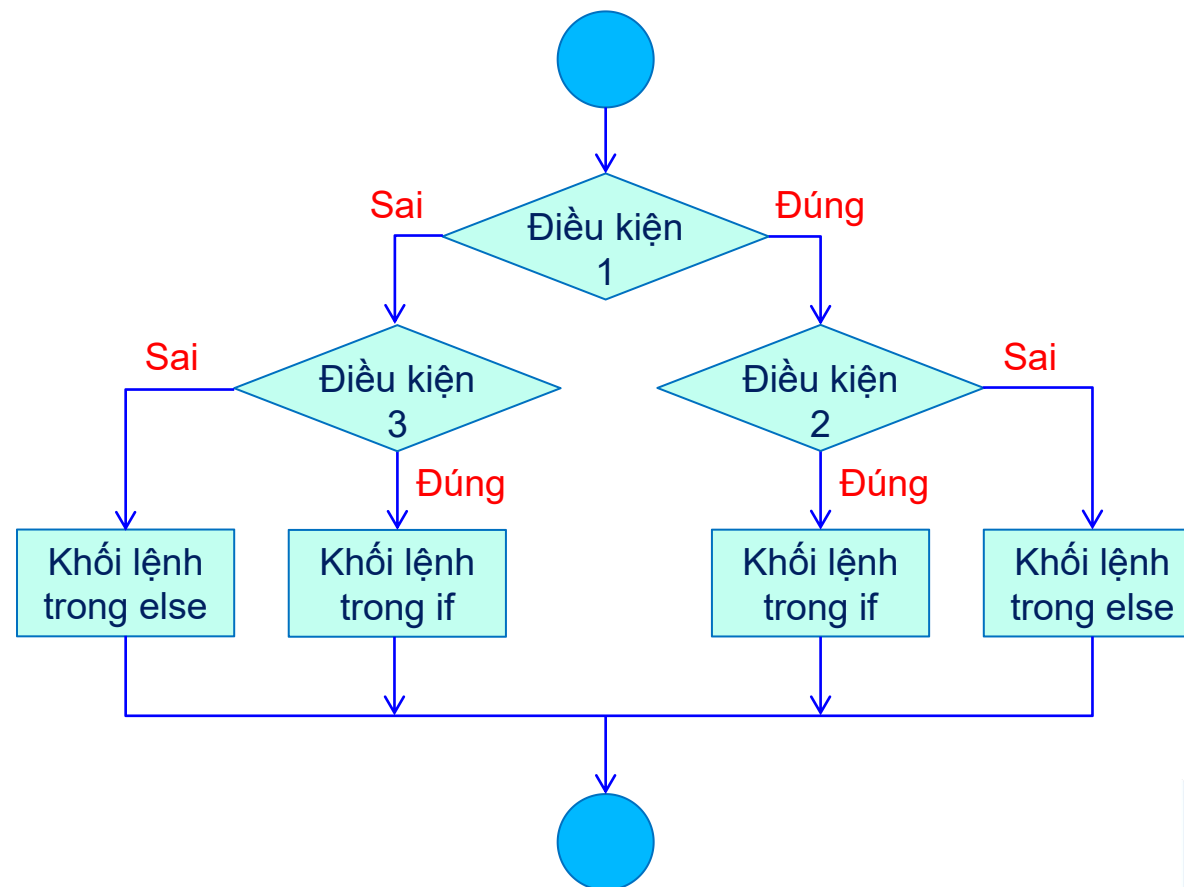 Sai
Đúng
Điều kiện
1
Sai
Điều kiện
3
Điều kiện
2
Sai
Đúng
Đúng
Khối lệnh
trong else
Khối lệnh
trong if
Khối lệnh
trong if
Khối lệnh
trong else